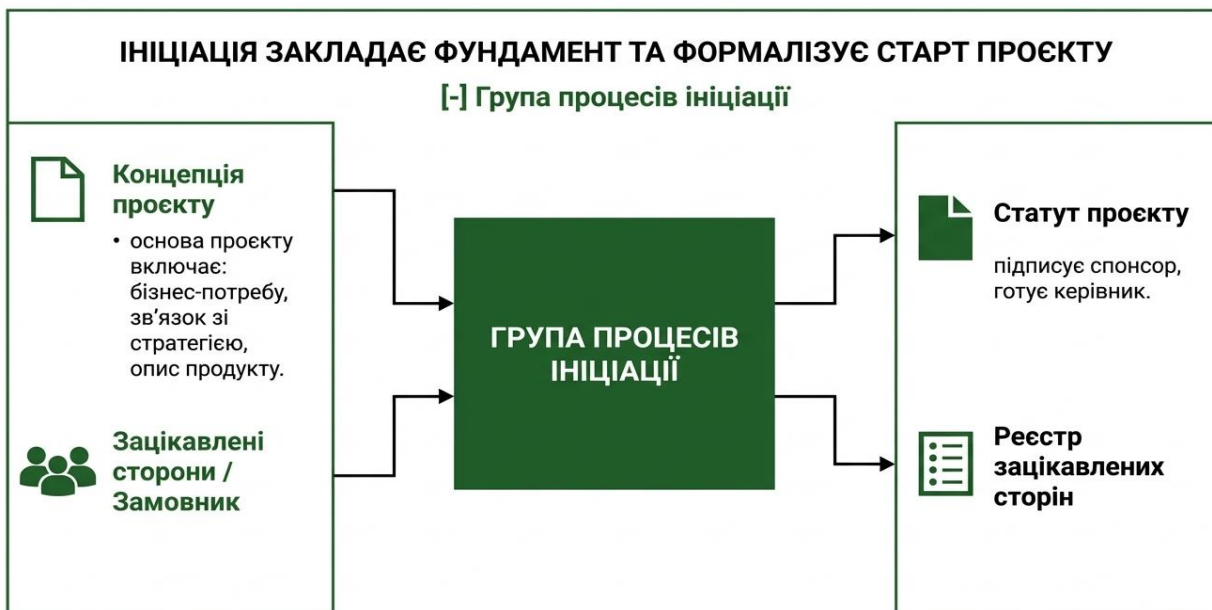 ІНІЦІАЦІЯ ЗАКЛАДАЄ ФУНДАМЕНТ ТА ФОРМАЛІЗУЄ СТАРТ ПРОЄКТУ
[-] Група процесів ініціації
Концепція
проєкту
• основа проєкту
включає:
бізнес-потребу,
зв'язок зі
стратегією,
опис продукту.
Зацікавлені
сторони /
Замовник
ГРУПА ПРОЦЕСІВ
ІНІЦІАЦІЇ
Статут проєкту
підписує спонсор,
готує керівник.
Реєстр
зацікавлених
сторін